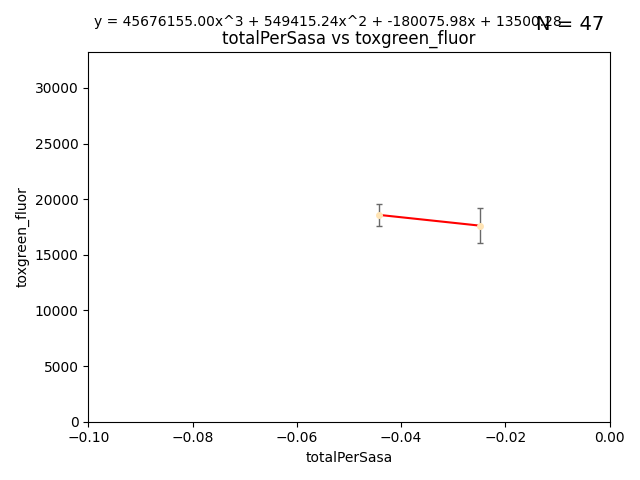 y = 45676155.00x^3 + 549415.24x^2 + -180075.98x + 13500.28
N = 47
totalPerSasa vs toxgreen_fluor
30000
25000
20000
15000
10000
5000
0
toxgreen_fluor
−0.10 −0.08 −0.06 −0.04 −0.02 0.00
totalPerSasa